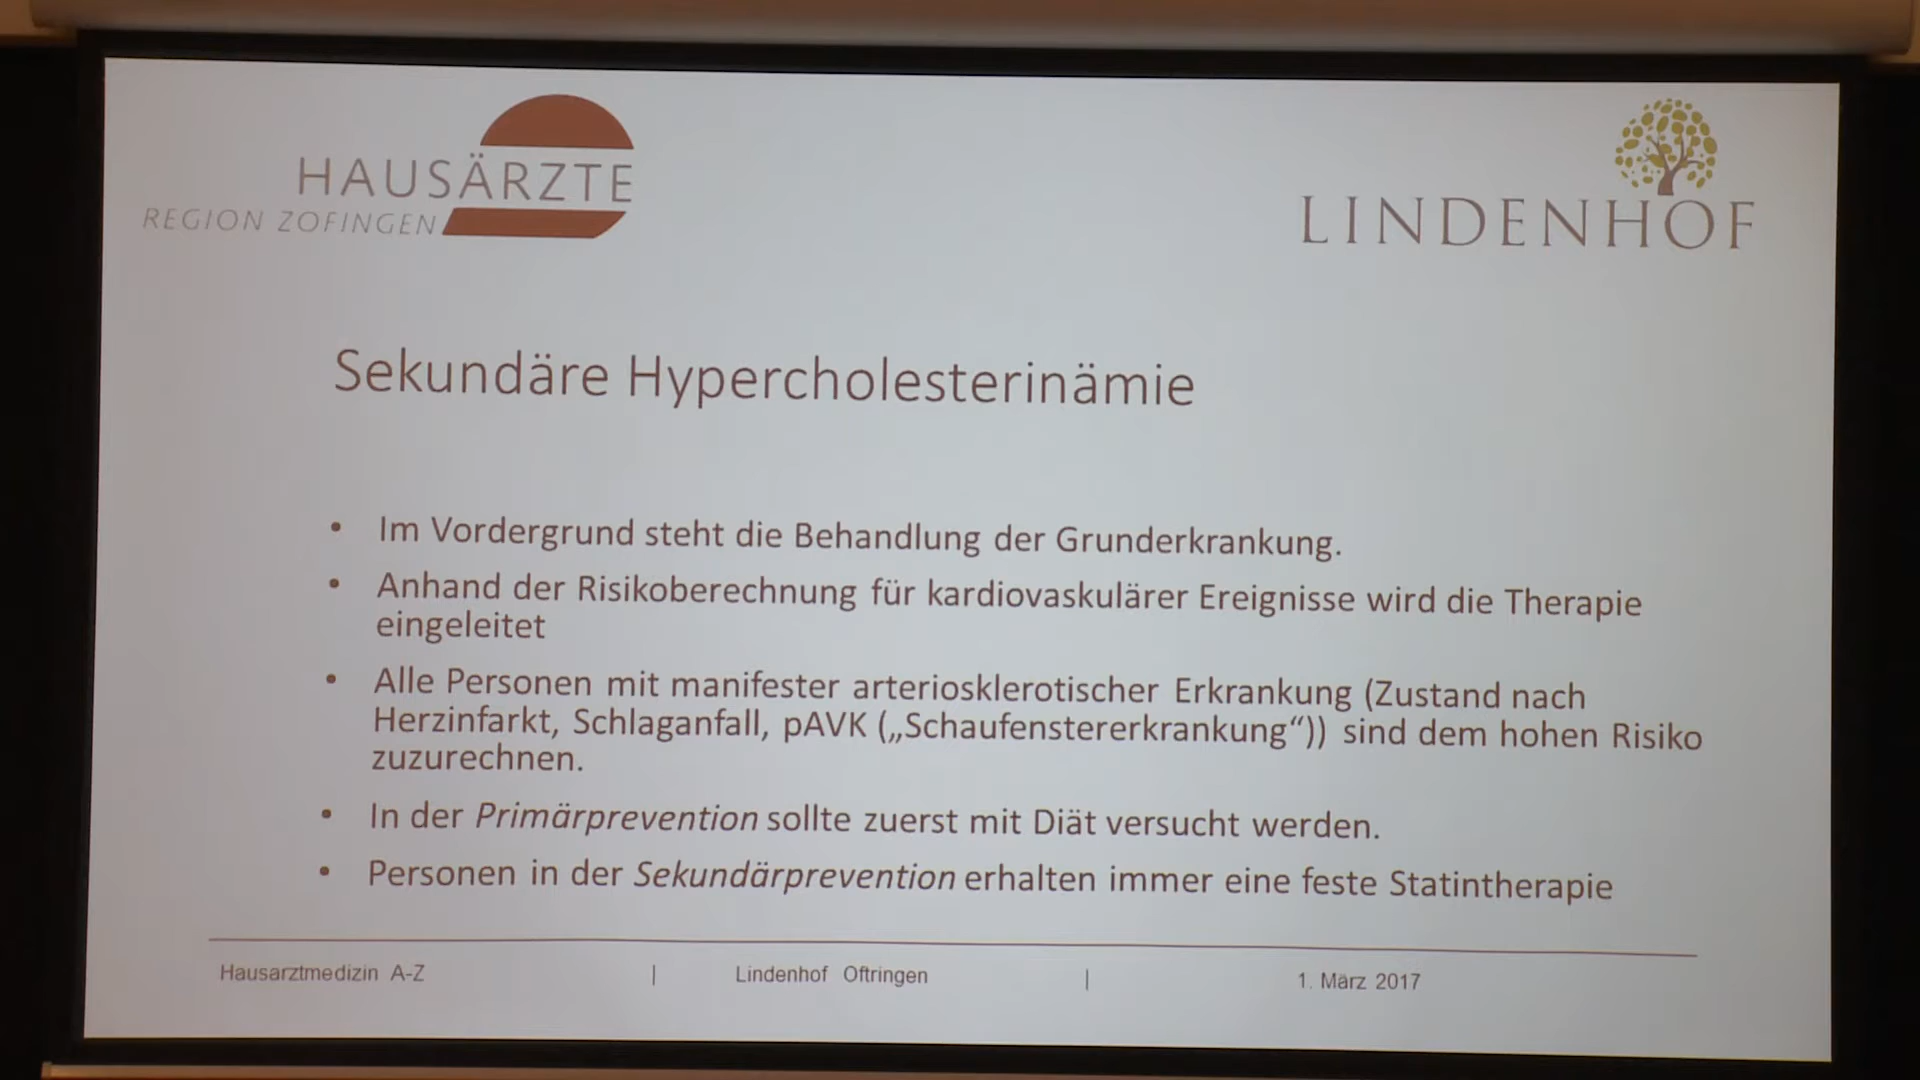 HAUSÄRZTE
REGION ZOFINGEN
LINDENHOF
Sekundäre Hypercholesterinämie
• Im Vordergrund steht die Behandlung der Grunderkrankung.
• Anhand der Risikoberechnung für kardiovaskulärer Ereignisse wird die Therapie
eingeleitet
• Alle Personen mit manifester arteriosklerotischer Erkrankung (Zustand nach
Herzinfarkt, Schlaganfall, pAVK („Schaufenstererkrankung“)) sind dem hohen Risiko
zuzurechnen.
• In der Primärprevention sollte zuerst mit Diät versucht werden.
• Personen in der Sekundärprevention erhalten immer eine feste Statintherapie
Hausarztmedizin A-Z | Lindenhof Oftringen | 1. März 2017